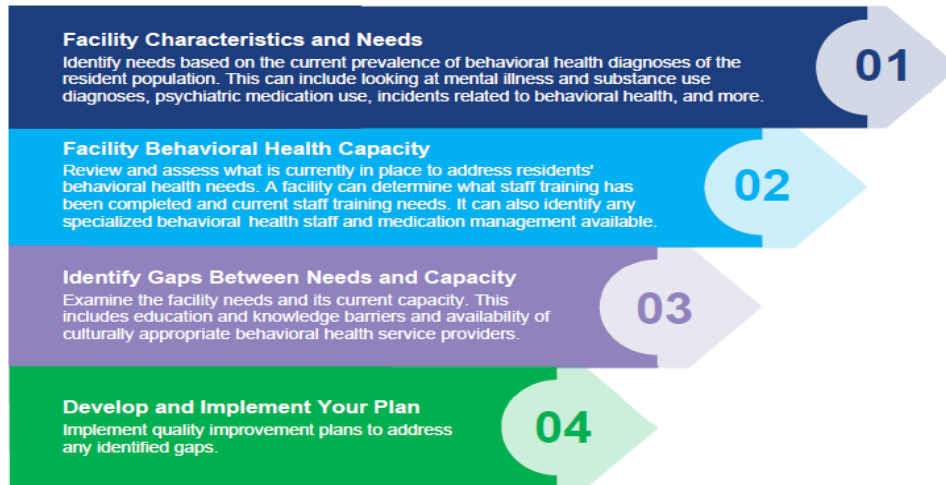 Facility Characteristics and Needs
Identify needs based on the current prevalence of behavioral health diagnoses of the
resident population. This can include looking at mental illness and substance use
diagnoses, psychiatric medication use, incidents related to behavioral health, and more.
01
Facility Behavioral Health Capacity
Review and assess what is currently in place to address residents'
behavioral health needs. A facility can determine what staff training has
been completed and current staff training needs. It can also identify any
specialized behavioral health staff and medication management available.
02
Identify Gaps Between Needs and Capacity
Examine the facility needs and its current capacity. This
includes education and knowledge barriers and availability of
culturally appropriate behavioral health service providers.
03
Develop and Implement Your Plan
Implement quality improvement plans to address
any identified gaps.
04